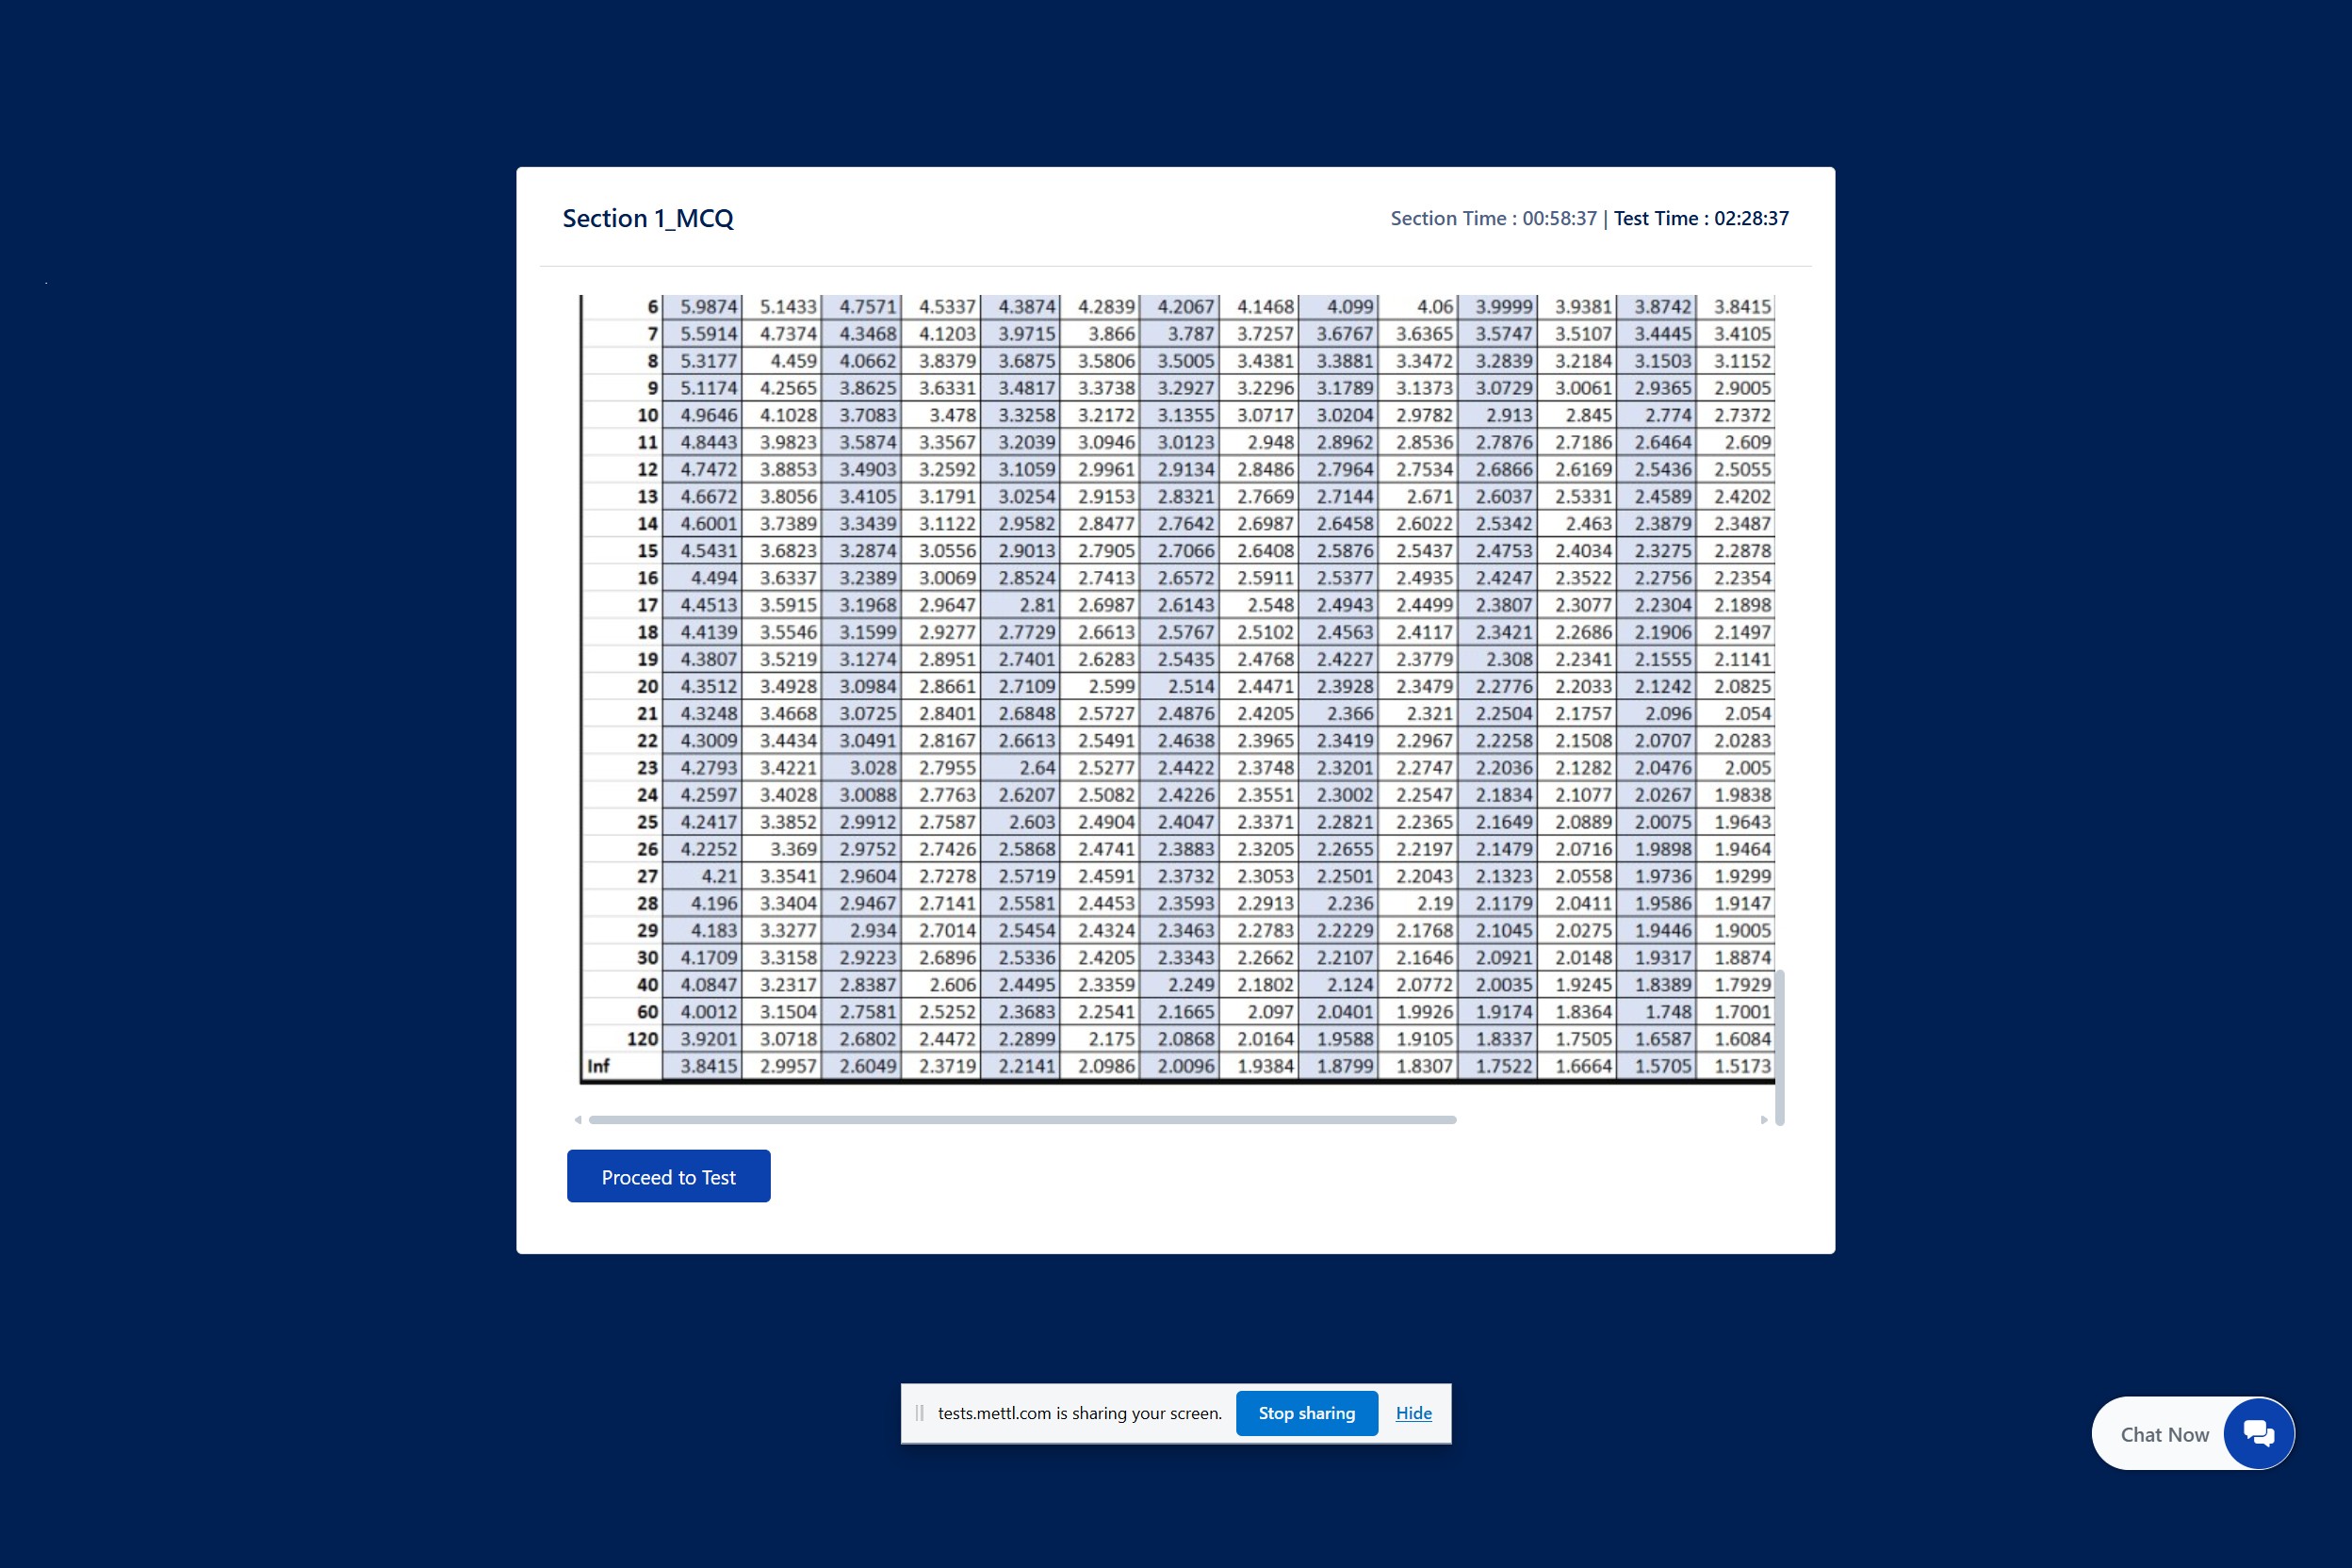 Section 1_MCQ
Section Time : 00:58:37 | Test Time : 02:28:37
6 5.9874 5.1433 4.7571 4.5337 4.3874 4.2839 4.2067 4.1468 4.099 4.06 3.9999 3.9381 3.8742 3.8415
7 5.5914 4.7374 4.3468 4.1203 3.9715 3.866 3.787 3.7257 3.6767 3.6365 3.5747 3.5107 3.4445 3.4105
8 5.3177 4.459 4.0662 3.8379 3.6875 3.5806 3.5005 3.4381 3.3881 3.3472 3.2839 3.2184 3.1503 3.1152
9 5.1174 4.2565 3.8625 3.6331 3.4817 3.3738 3.2927 3.2296 3.1789 3.1373 3.0729 3.0061 2.9365 2.9005
10 4.9646 4.1028 3.7083 3.478 3.3258 3.2172 3.1355 3.0717 3.0204 2.9782 2.913 2.845 2.774 2.7372
11 4.8443 3.9823 3.5874 3.3567 3.2039 3.0946 3.0123 2.948 2.8962 2.8536 2.7876 2.7186 2.6464 2.609
12 4.7472 3.8853 3.4903 3.2592 3.1059 2.9961 2.9134 2.8486 2.7964 2.7534 2.6866 2.6169 2.5436 2.5055
13 4.6672 3.8056 3.4105 3.1791 3.0254 2.9153 2.8321 2.7669 2.7144 2.671 2.6037 2.5331 2.4589 2.4202
14 4.6001 3.7389 3.3439 3.1122 2.9582 2.8477 2.7642 2.6987 2.6458 2.6022 2.5342 2.463 2.3879 2.3487
15 4.5431 3.6823 3.2874 3.0556 2.9013 2.7905 2.7066 2.6408 2.5876 2.5437 2.4753 2.4034 2.3275 2.2878
16 4.494 3.6337 3.2389 3.0069 2.8524 2.7413 2.6572 2.5911 2.5377 2.4935 2.4247 2.3522 2.2756 2.2354
17 4.4513 3.5915 3.1968 2.9647 2.81 2.6987 2.6143 2.548 2.4943 2.4499 2.3807 2.3077 2.2304 2.1898
18 4.4139 3.5546 3.1599 2.9277 2.7729 2.6613 2.5767 2.5102 2.4563 2.4117 2.3421 2.2686 2.1906 2.1497
19 4.3807 3.5219 3.1274 2.8951 2.7401 2.6283 2.5435 2.4768 2.4227 2.3779 2.308 2.2341 2.1555 2.1141
20 4.3512 3.4928 3.0984 2.8661 2.7109 2.599 2.514 2.4471 2.3928 2.3479 2.2776 2.2033 2.1242 2.0825
21 4.3248 3.4668 3.0725 2.8401 2.6848 2.5727 2.4876 2.4205 2.366 2.321 2.2504 2.1757 2.096 2.054
22 4.3009 3.4434 3.0491 2.8167 2.6613 2.5491 2.4638 2.3965 2.3419 2.2967 2.2258 2.1508 2.0707 2.0283
23 4.2793 3.4221 3.028 2.7955 2.64 2.5277 2.4422 2.3748 2.3201 2.2747 2.2036 2.1282 2.0476 2.005
24 4.2597 3.4028 3.0088 2.7763 2.6207 2.5082 2.4226 2.3551 2.3002 2.2547 2.1834 2.1077 2.0267 1.9838
25 4.2417 3.3852 2.9912 2.7587 2.603 2.4904 2.4047 2.3371 2.2821 2.2365 2.1649 2.0889 2.0075 1.9643
26 4.2252 3.369 2.9752 2.7426 2.5868 2.4741 2.3883 2.3205 2.2655 2.2197 2.1479 2.0716 1.9898 1.9464
27 4.21 3.3541 2.9604 2.7278 2.5719 2.4591 2.3732 2.3053 2.2501 2.2043 2.1323 2.0558 1.9736 1.9299
28 4.196 3.3404 2.9467 2.7141 2.5581 2.4453 2.3593 2.2913 2.236 2.19 2.1179 2.0411 1.9586 1.9147
29 4.183 3.3277 2.934 2.7014 2.5454 2.4324 2.3463 2.2783 2.2229 2.1768 2.1045 2.0275 1.9446 1.9005
30 4.1709 3.3158 2.9223 2.6896 2.5336 2.4205 2.3343 2.2662 2.2107 2.1646 2.0921 2.0148 1.9317 1.8874
40 4.0847 3.2317 2.8387 2.606 2.4495 2.3359 2.249 2.1802 2.124 2.0772 2.0035 1.9245 1.8389 1.7929
60 4.0012 3.1504 2.7581 2.5252 2.3683 2.2541 2.1665 2.097 2.0401 1.9926 1.9174 1.8364 1.748 1.7001
120 3.9201 3.0718 2.6802 2.4472 2.2899 2.175 2.0868 2.0164 1.9588 1.9105 1.8337 1.7505 1.6587 1.6084
Inf 3.8415 2.9957 2.6049 2.3719 2.2141 2.0986 2.0096 1.9384 1.8799 1.8307 1.7522 1.6664 1.5705 1.5173
Proceed to Test
tests.mettl.com is sharing your screen. Stop sharing Hide
Chat Now